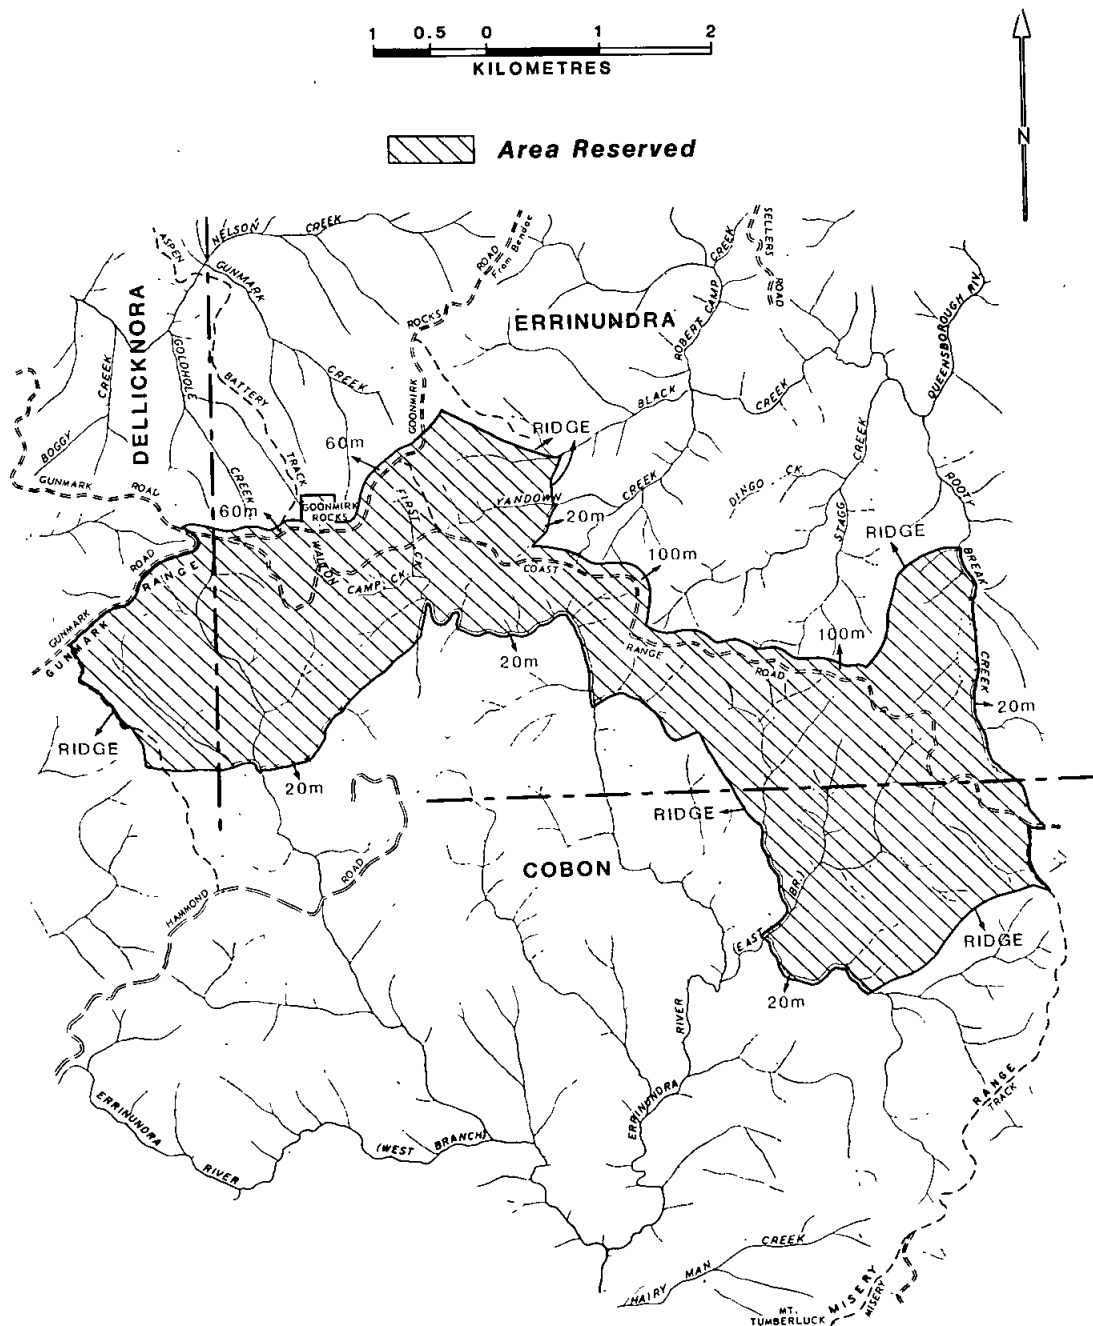 1 0.5 0 1 2
KILOMETRES
N
Area Reserved
ASPEN
NELSON CREEK
GUNMARK CREEK
ROAD
From Bendoc
GOONMIRK ROCKS
SELLERS ROAD
ROBERTS CAMP CREEK
QUEENSBOROUGH RIV.
ERRINUNDRA
DELLICKNORA
BOGGY CREEK
GOLDHOLE CREEK
BATTERY TRACK
BLACK CREEK
RIDGE
60m
GUNMARK ROAD
60m
GOONMIRK ROCKS
FIRST CK.
YANDOWN CREEK
20m
DINGO CK
STAGG CREEK
ROOTY BREAK CREEK
RIDGE
100m
WALTON CAMP CK
COAST RANGE ROAD
GUNMARK ROAD
GUNMARK RANGE
20m
100m
20m
RIDGE
20m
RIDGE
COBON
HAMMOND ROAD
(EAST BR.)
RIDGE
20m
ERRINUNDRA RIVER
ERRINUNDRA RIVER (WEST BRANCH)
RANGE
TRACK
HAIRY MAN CREEK
MT.
TUMBERLUCK
MISERY
MISERY